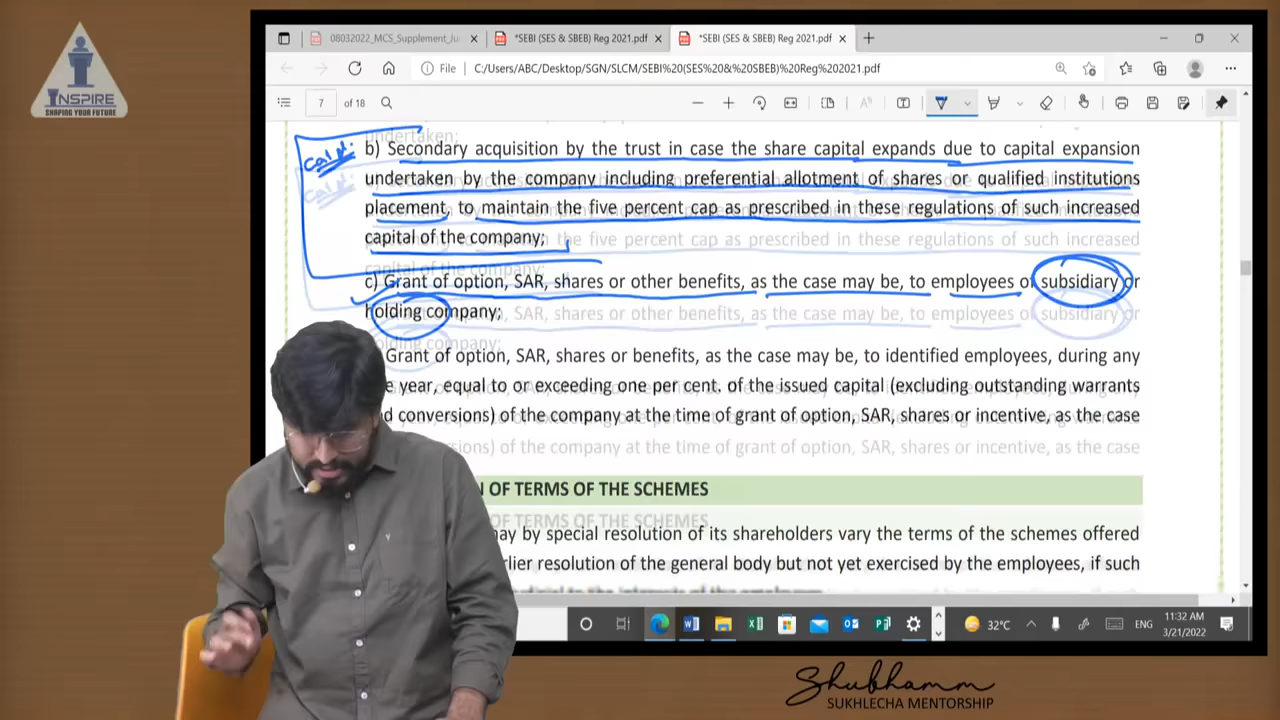 INSPIRE
SHAPING YOUR FUTURE
08032022_MCS_Supplement_Ju
*SEBI (SES & SBEB) Reg 2021.pdf
*SEBI (SES & SBEB) Reg 2021.pdf
File
C:/Users/ABC/Desktop/SGN/SLCM/SEBI%20(SES%20&%20SBEB)%20Reg%202021.pdf
7 of 18
b) Secondary acquisition by the trust in case the share capital expands due to capital expansion
undertaken by the company including preferential allotment of shares or qualified institutions
placement, to maintain the five percent cap as prescribed in these regulations of such increased
capital of the company;
c) Grant of option, SAR, shares or other benefits, as the case may be, to employees of subsidiary or
holding company;
Grant of option, SAR, shares or benefits, as the case may be, to identified employees, during any
year, equal to or exceeding one per cent. of the issued capital (excluding outstanding warrants
conversions) of the company at the time of grant of option, SAR, shares or incentive, as the case
OF TERMS OF THE SCHEMES
may by special resolution of its shareholders vary the terms of the schemes offered
resolution of the general body but not yet exercised by the employees, if such
32°C
ENG
11:32 AM
3/21/2022
Shubhamm
SUKHLECHA MENTORSHIP